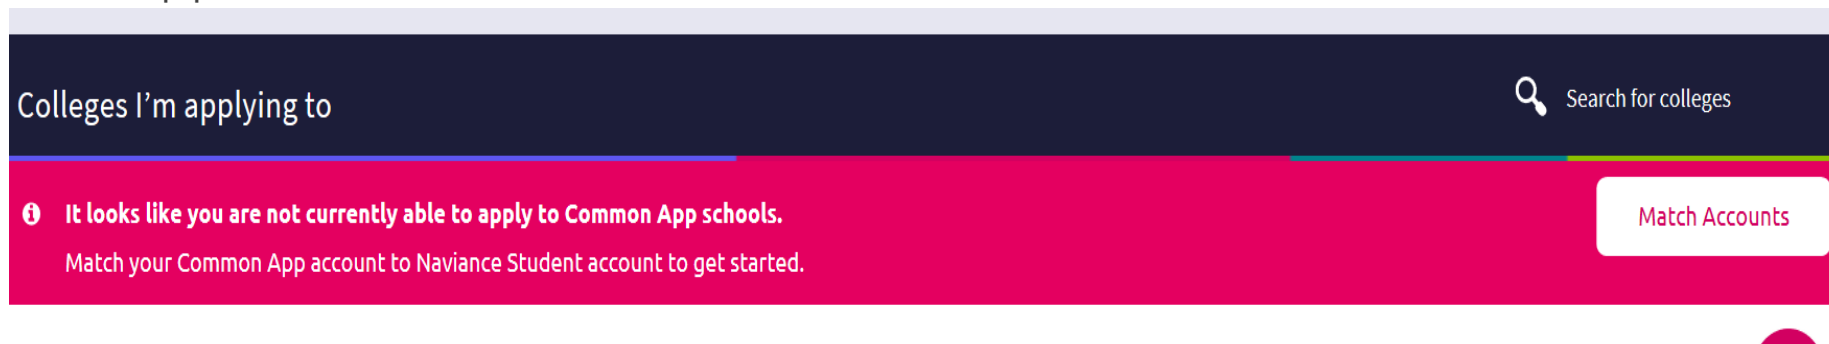 Colleges I’m applying to
Search for colleges
It looks like you are not currently able to apply to Common App schools.
Match your Common App account to Naviance Student account to get started.
Match Accounts